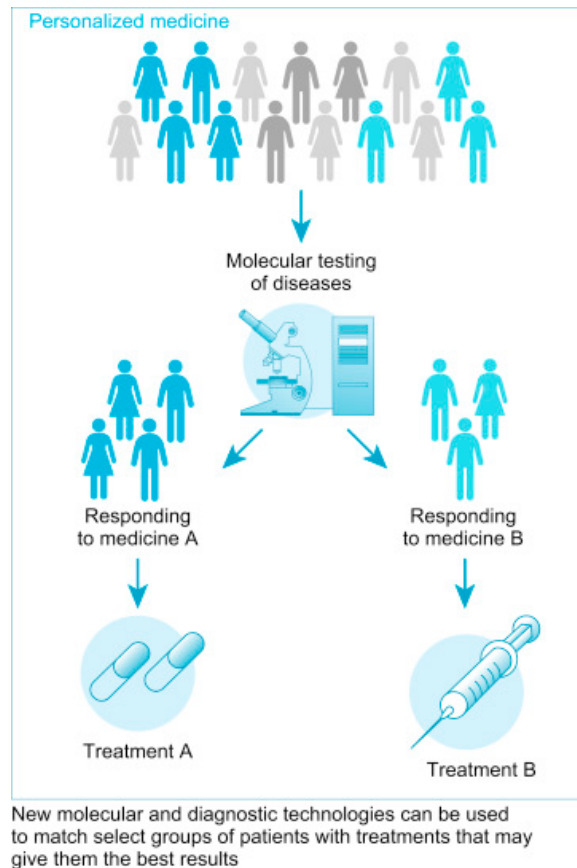 Personalized medicine
Molecular testing
of diseases
Responding
to medicine A
Responding
to medicine B
Treatment A
Treatment B
New molecular and diagnostic technologies can be used
to match select groups of patients with treatments that may
give them the best results